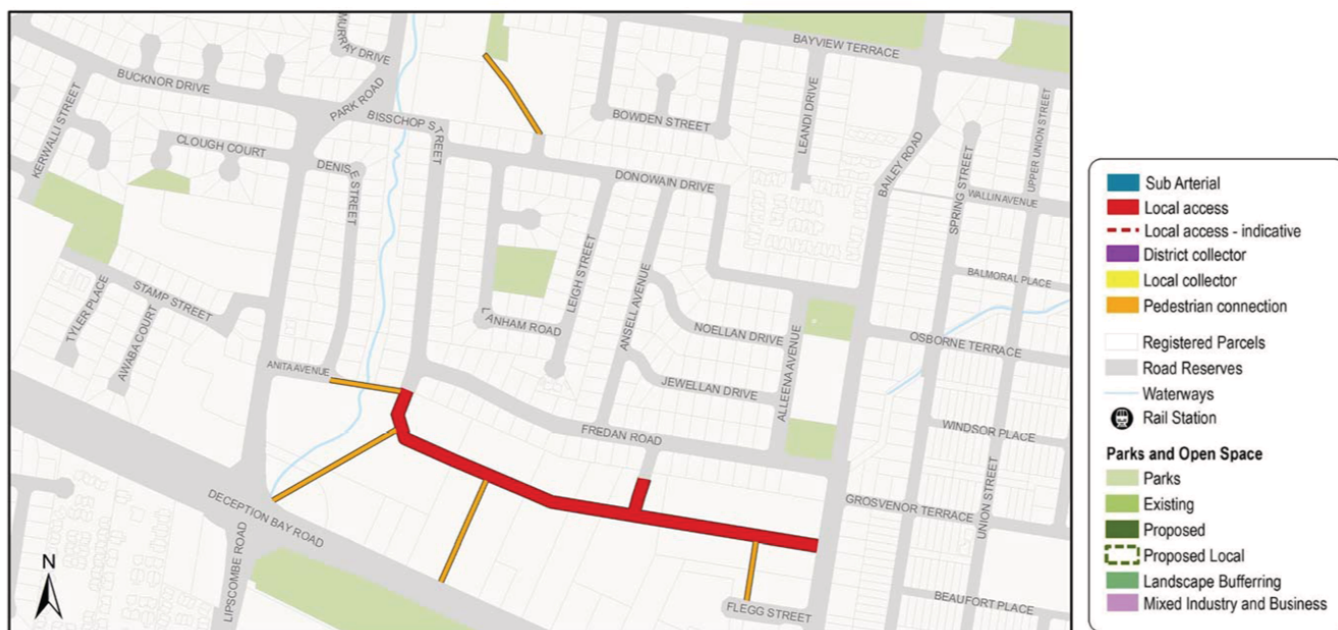 MURRAY DRIVE
BAYVIEW TERRACE
BUCKNOR DRIVE
PARK ROAD
BISSCHOP STREET
BOWDEN STREET
LEANDI DRIVE
UPPER UNION STREET
KERWALLI STREET
CLOUGH COURT
DENISE STREET
DONOWAIN DRIVE
BAILEY ROAD
SPRING STREET
WALLIN AVENUE
BALMORAL PLACE
STAMP STREET
TYLER PLACE
AWABA COURT
LANHAM ROAD
LEIGH STREET
ANSELL AVENUE
NOELLAN DRIVE
ALLEENA AVENUE
OSBORNE TERRACE
ANITA AVENUE
JEWELLAN DRIVE
FREDAN ROAD
WINDSOR PLACE
DECEPTION BAY ROAD
GROSVENOR TERRACE
UNION STREET
LIPSCOMBE ROAD
FLEGG STREET
BEAUFORT PLACE
N
Sub Arterial
Local access
Local access - indicative
District collector
Local collector
Pedestrian connection
Registered Parcels
Road Reserves
Waterways
Rail Station
Parks and Open Space
Parks
Existing
Proposed
Proposed Local
Landscape Bufferring
Mixed Industry and Business